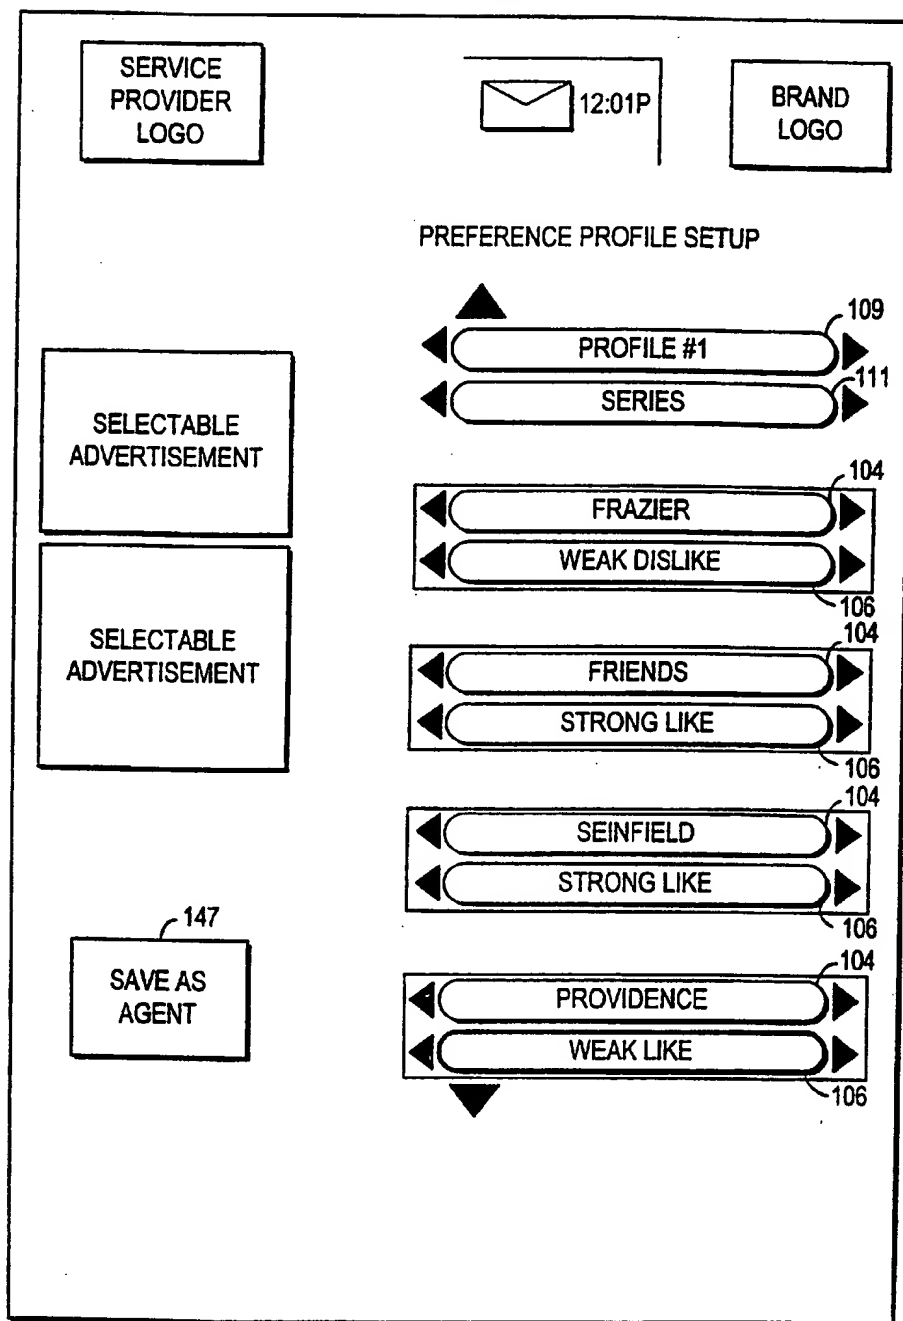 SERVICE
PROVIDER
LOGO
12:01P
BRAND
LOGO
PREFERENCE PROFILE SETUP
109
PROFILE #1
111
SERIES
SELECTABLE
ADVERTISEMENT
104
FRAZIER
WEAK DISLIKE
106
SELECTABLE
ADVERTISEMENT
104
FRIENDS
STRONG LIKE
106
104
SEINFIELD
STRONG LIKE
106
147
SAVE AS
AGENT
104
PROVIDENCE
WEAK LIKE
106